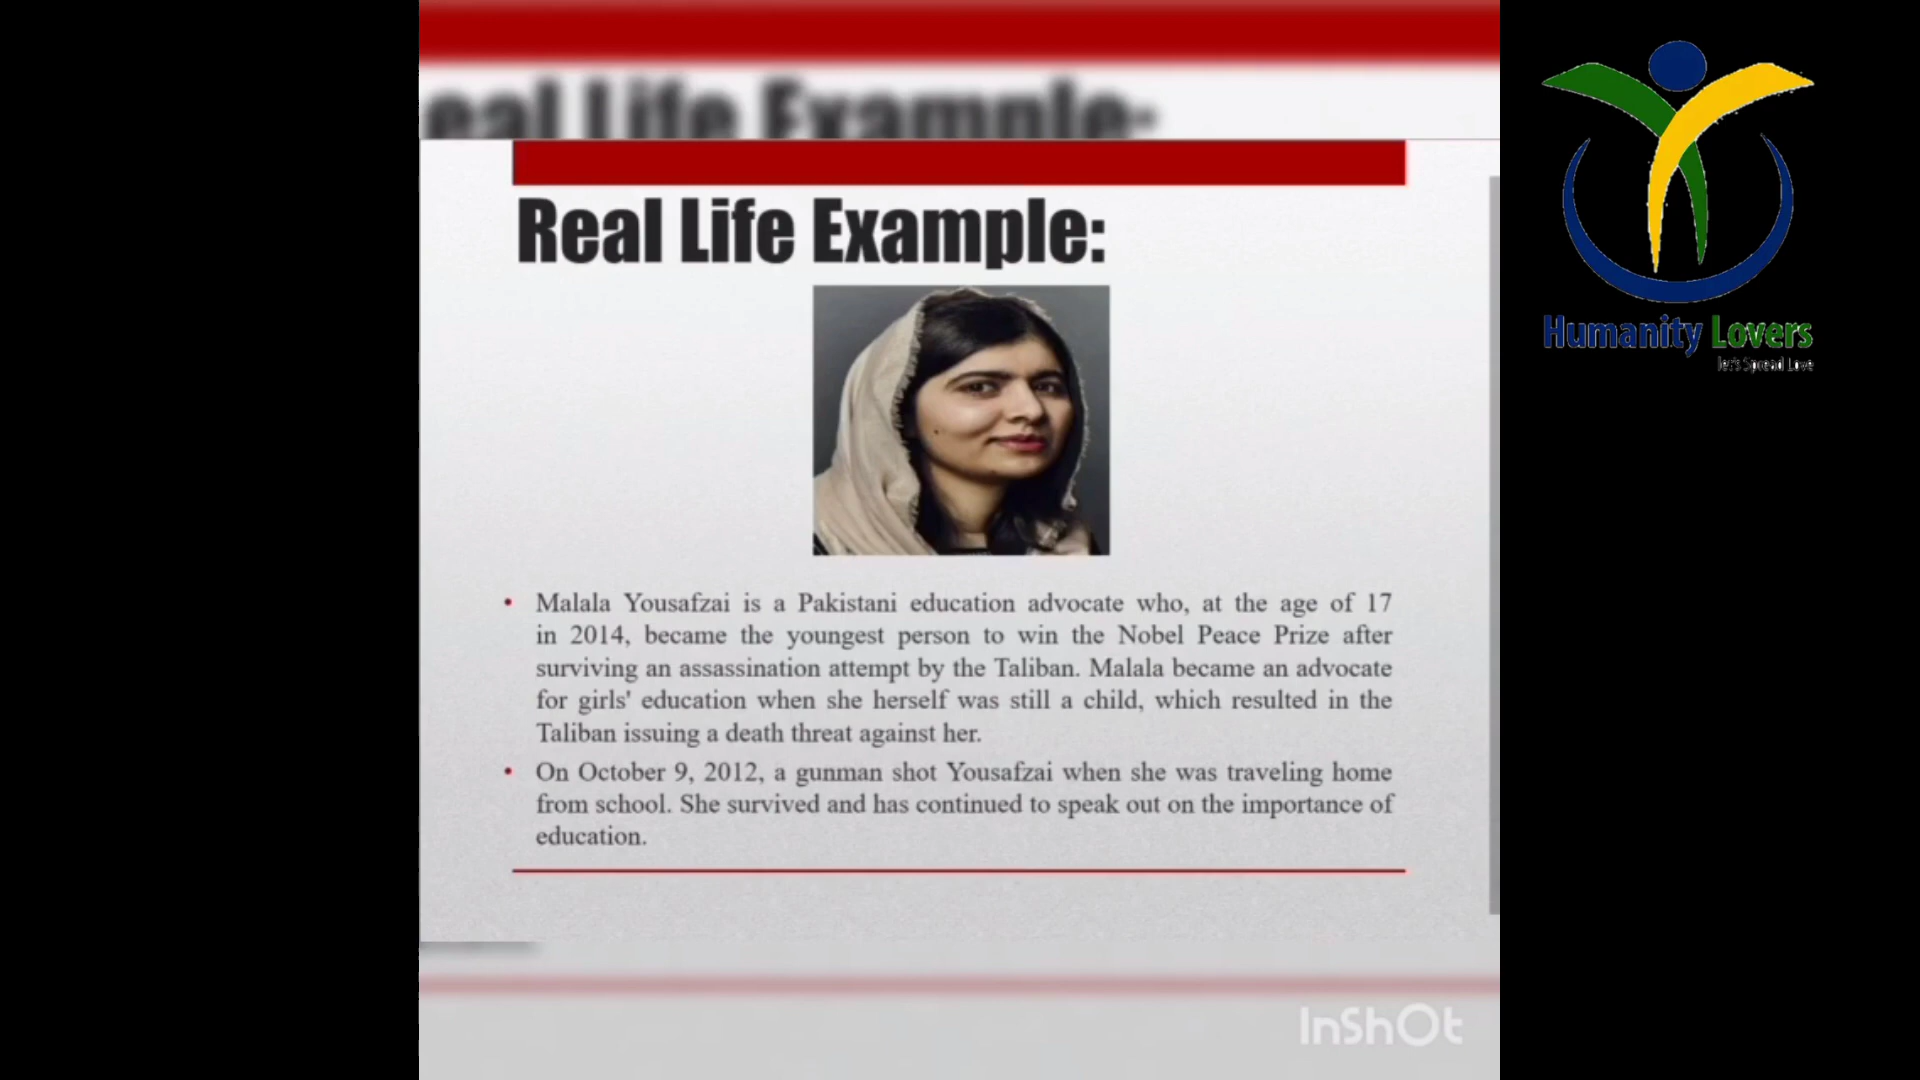 eal Life Example:
Real Life Example:
Humanity Lovers
let's Spread Love
• Malala Yousafzai is a Pakistani education advocate who, at the age of 17
in 2014, became the youngest person to win the Nobel Peace Prize after
surviving an assassination attempt by the Taliban. Malala became an advocate
for girls' education when she herself was still a child, which resulted in the
Taliban issuing a death threat against her.
• On October 9, 2012, a gunman shot Yousafzai when she was traveling home
from school. She survived and has continued to speak out on the importance of
education.
InShOt